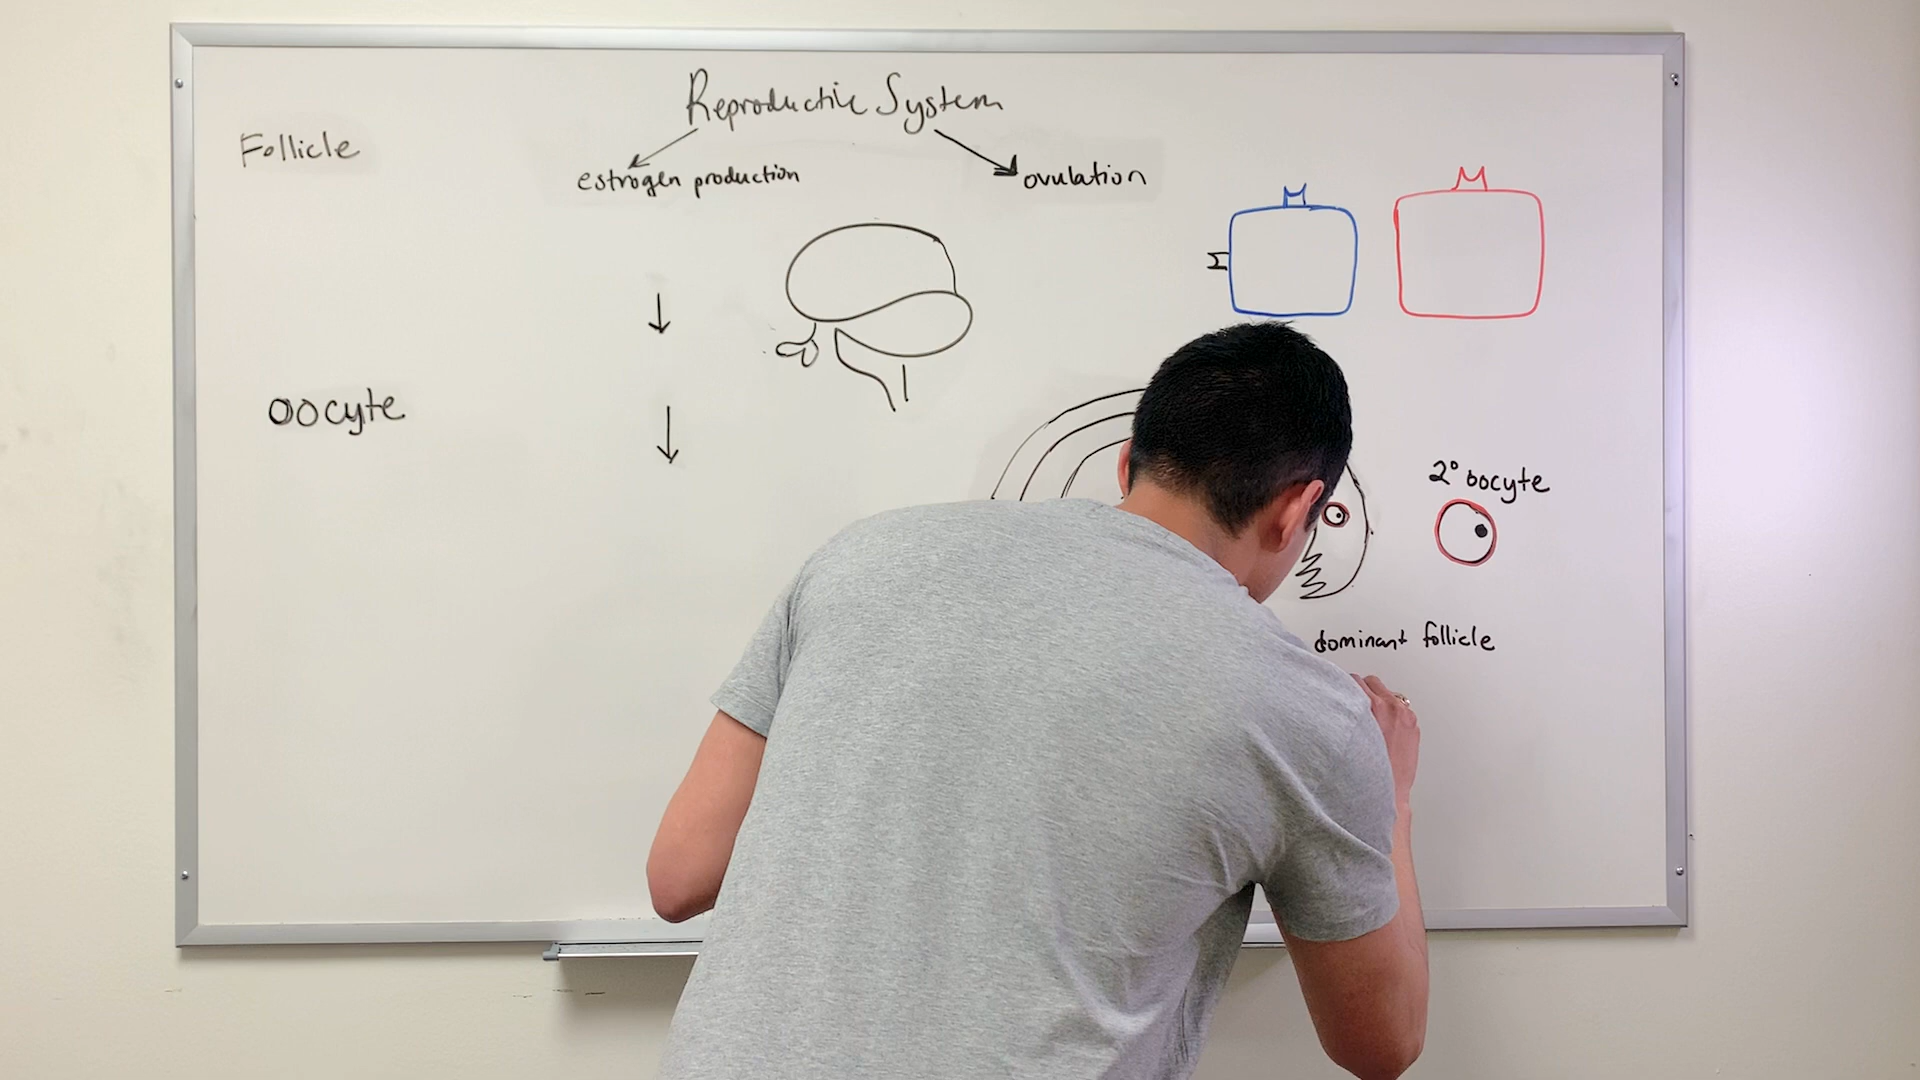 Reproductive System
Follicle
estrogen production
ovulation
oocyte
2° oocyte
dominant follicle